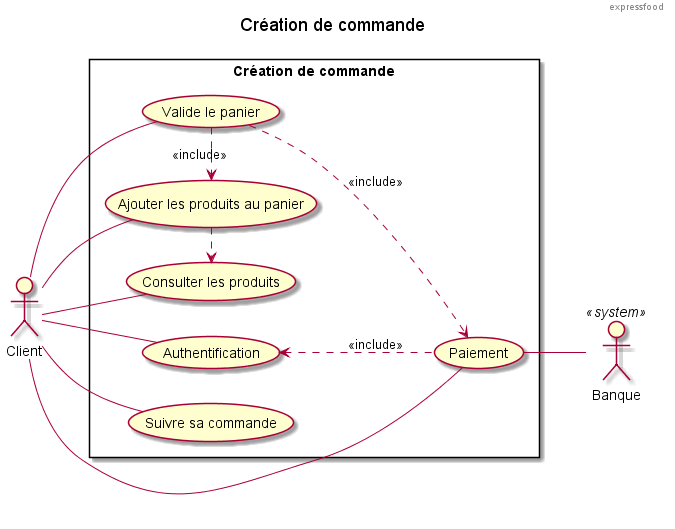 expressfood
Création de commande
Création de commande
Valide le panier
«include»
Ajouter les produits au panier
«include»
Consulter les produits
Client
Authentification
«include»
Paiement
«system»
Banque
Suivre sa commande